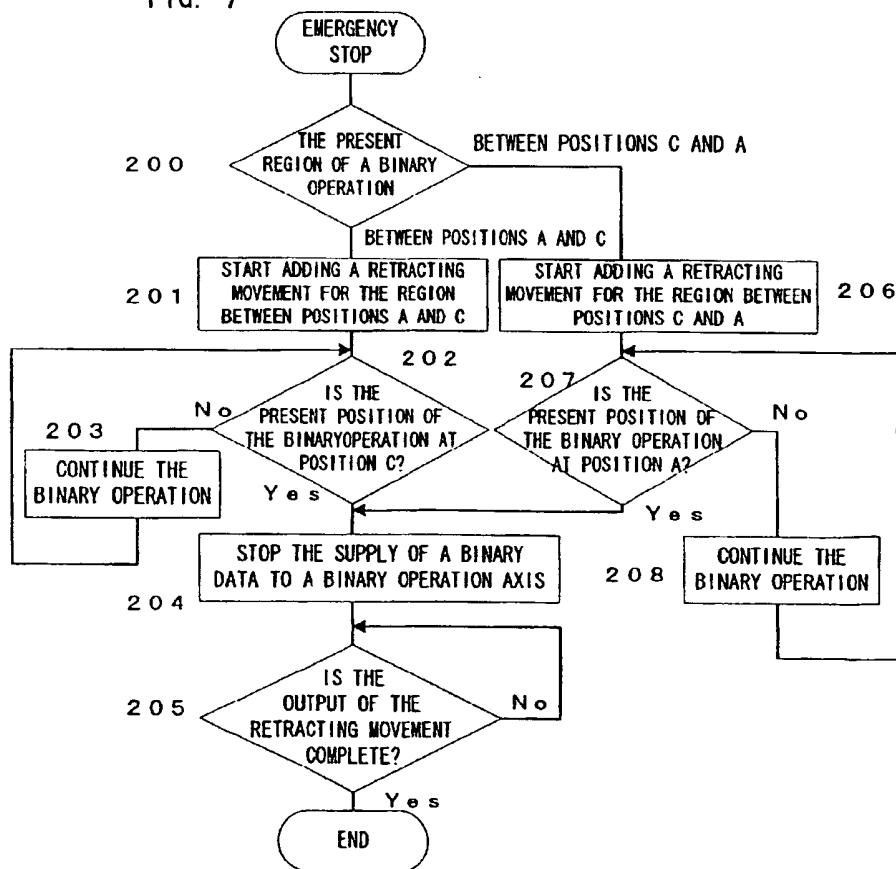 FIG. 7
EMERGENCY
STOP
200
THE PRESENT
REGION OF A BINARY
OPERATION
BETWEEN POSITIONS C AND A
BETWEEN POSITIONS A AND C
201
START ADDING A RETRACTING
MOVEMENT FOR THE REGION
BETWEEN POSITIONS A AND C
START ADDING A RETRACTING
MOVEMENT FOR THE REGION BETWEEN
POSITIONS C AND A
206
202
IS THE
PRESENT POSITION OF
THE BINARYOPERATION AT
POSITION C?
No
Yes
203
CONTINUE THE
BINARY OPERATION
207
IS THE
PRESENT POSITION OF
THE BINARY OPERATION
AT POSITION A?
No
Yes
204
STOP THE SUPPLY OF A BINARY
DATA TO A BINARY OPERATION AXIS
208
CONTINUE THE
BINARY OPERATION
205
IS THE
OUTPUT OF THE
RETRACTING MOVEMENT
COMPLETE?
No
Yes
END